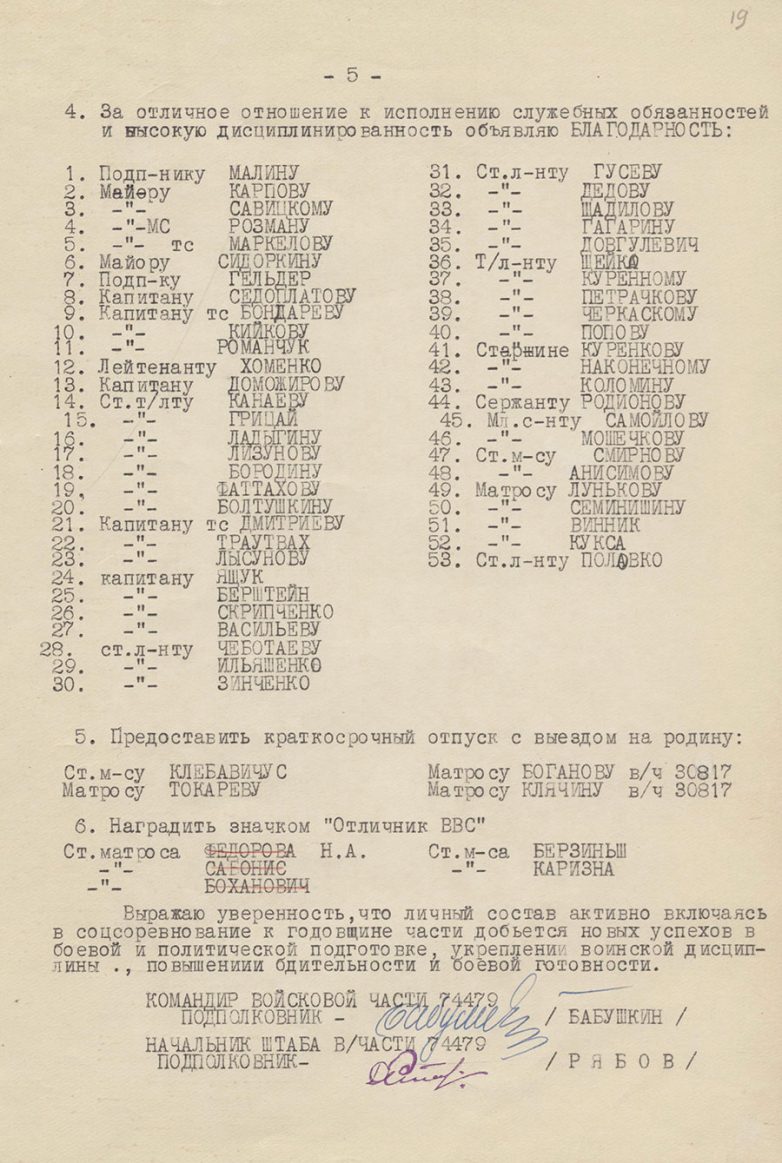 19
- 5 -
4. За отличное отношение к исполнению служебных обязанностей
и высокую дисциплинированность объявляю БЛАГОДАРНОСТЬ:
1. Подп-нику МАЛИНУ
2. Майору КАРПОВУ
3. -"- САВИЦКОМУ
4. -"-МС РОЗМАНУ
5. -"- тс МАРКЕЛОВУ
6. Майору СИДОРКИНУ
7. Подп-ку ГЕЛЬДЕР
8. Капитану СЕДОПЛАТОВУ
9. Капитану тс БОНДАРЕВУ
10. -"- КИЙКОВУ
11. -"- РОМАНЧУК
12. Лейтенанту ХОМЕНКО
13. Капитану ДОМОЖИРОВУ
14. Ст.т/лту КАНАЕВУ
15. -"- ГРИЦАЙ
16. -"- ЛАДЫГИНУ
17. -"- ЛИЗУНОВУ
18. -"- БОРОДИНУ
19, -"- ФАТТАХОВУ
20. -"- БОЛТУШКИНУ
21. Капитану тс ДМИТРИЕВУ
22. -"- ТРАУТВАХ
23. -"- ЛЫСУНОВУ
24. капитану ЯЩУК
25. -"- БЕРШТЕЙН
26. -"- СКРИПЧЕНКО
27. -"- ВАСИЛЬЕВУ
28. ст.л-нту ЧЕБОТАЕВУ
29. -"- ИЛЬЯШЕНКО
30. -"- ЗИНЧЕНКО
31. Ст.л-нту ГУСЕВУ
32. -"- ДЕДОВУ
33. -"- ШАДИЛОВУ
34. -"- ГАГАРИНУ
35. -"- ДОВГУЛЕВИЧ
36. Т/л-нту ШЕЙКА
37. -"- КУРЕННОМУ
38. -"- ПЕТРАЧКОВУ
39. -"- ЧЕРКАСКОМУ
40. -"- ПОПОВУ
41. Старшине КУРЕНКОВУ
42. -"- НАКОНЕЧНОМУ
43. -"- КОЛОМИНУ
44. Сержанту РОДИОНОВУ
45. Мл.с-нту САМОЙЛОВУ
46. -"- МОШЕЧКОВУ
47. Ст.м-су СМИРНОВУ
48. -"- АНИСИМОВУ
49. Матросу ЛУНЬКОВУ
50. -"- СЕМИНИШИНУ
51. -"- ВИННИК
52. -"- КУКСА
53. Ст.л-нту ПОЛОВКО
5. Предоставить краткосрочный отпуск с выездом на родину:
Ст.м-су КЛЕБАВИЧУС Матросу БОГАНОВУ в/ч 30817
Матросу ТОКАРЕВУ Матросу КЛЯЧИНУ в/ч 30817
6. Наградить значком "Отличник ВВС"
Ст.матроса ФЕДОРОВА Н.А. Ст.м-са БЕРЗИНЬШ
-"- САФОНИЄ -"- КАРИЗНА
-"- БОХАНОВИЧ
Выражаю уверенность,что личный состав активно включаясь
в соцсоревнование к годовщине части добьется новых успехов в
боевой и политической подготовке, укреплении воинской дисцип-
лины ., повышениии бдительности и боевой готовности.
КОМАНДИР ВОЙСКОВОЙ ЧАСТИ 74479
ПОДПОЛКОВНИК - / БАБУШКИН /
НАЧАЛЬНИК ШТАБА В/ЧАСТИ 74479
ПОДПОЛКОВНИК- / Р Я Б О В /